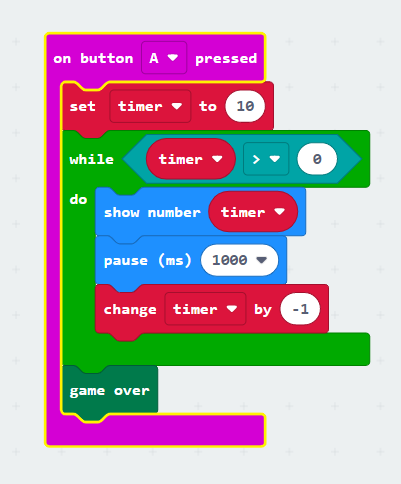 on button A pressed
set timer to 10
while timer > 0
do
show number timer
pause (ms) 1000
change timer by -1
game over